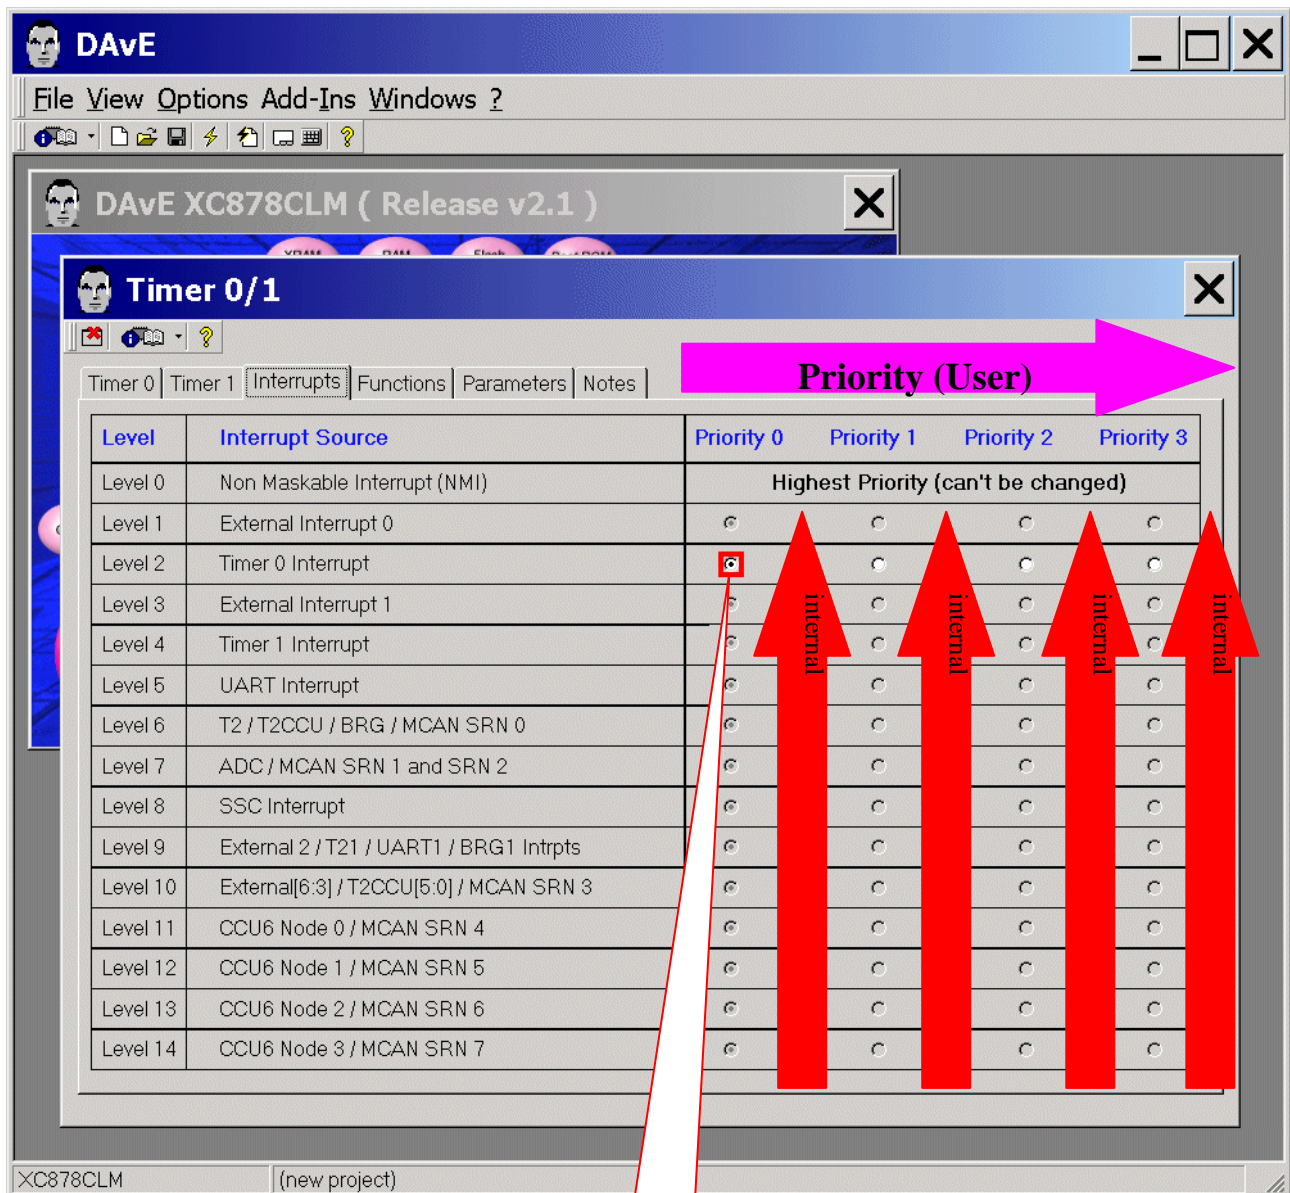 DAvE
File View Options Add-Ins Windows ?
DAvE XC878CLM ( Release v2.1 )
Timer 0/1
Priority (User)
Timer 0 Timer 1 Interrupts Functions Parameters Notes
Level Interrupt Source Priority 0 Priority 1 Priority 2 Priority 3
Level 0 Non Maskable Interrupt (NMI) Highest Priority (can't be changed)
Level 1 External Interrupt 0
Level 2 Timer 0 Interrupt
Level 3 External Interrupt 1
Level 4 Timer 1 Interrupt
Level 5 UART Interrupt
Level 6 T2 / T2CCU / BRG / MCAN SRN 0
Level 7 ADC / MCAN SRN 1 and SRN 2
Level 8 SSC Interrupt
Level 9 External 2 / T21 / UART1 / BRG1 Intrpts
Level 10 External[6:3] / T2CCU[5:0] / MCAN SRN 3
Level 11 CCU6 Node 0 / MCAN SRN 4
Level 12 CCU6 Node 1 / MCAN SRN 5
Level 13 CCU6 Node 2 / MCAN SRN 6
Level 14 CCU6 Node 3 / MCAN SRN 7
internal
internal
internal
internal
XC878CLM (new project)